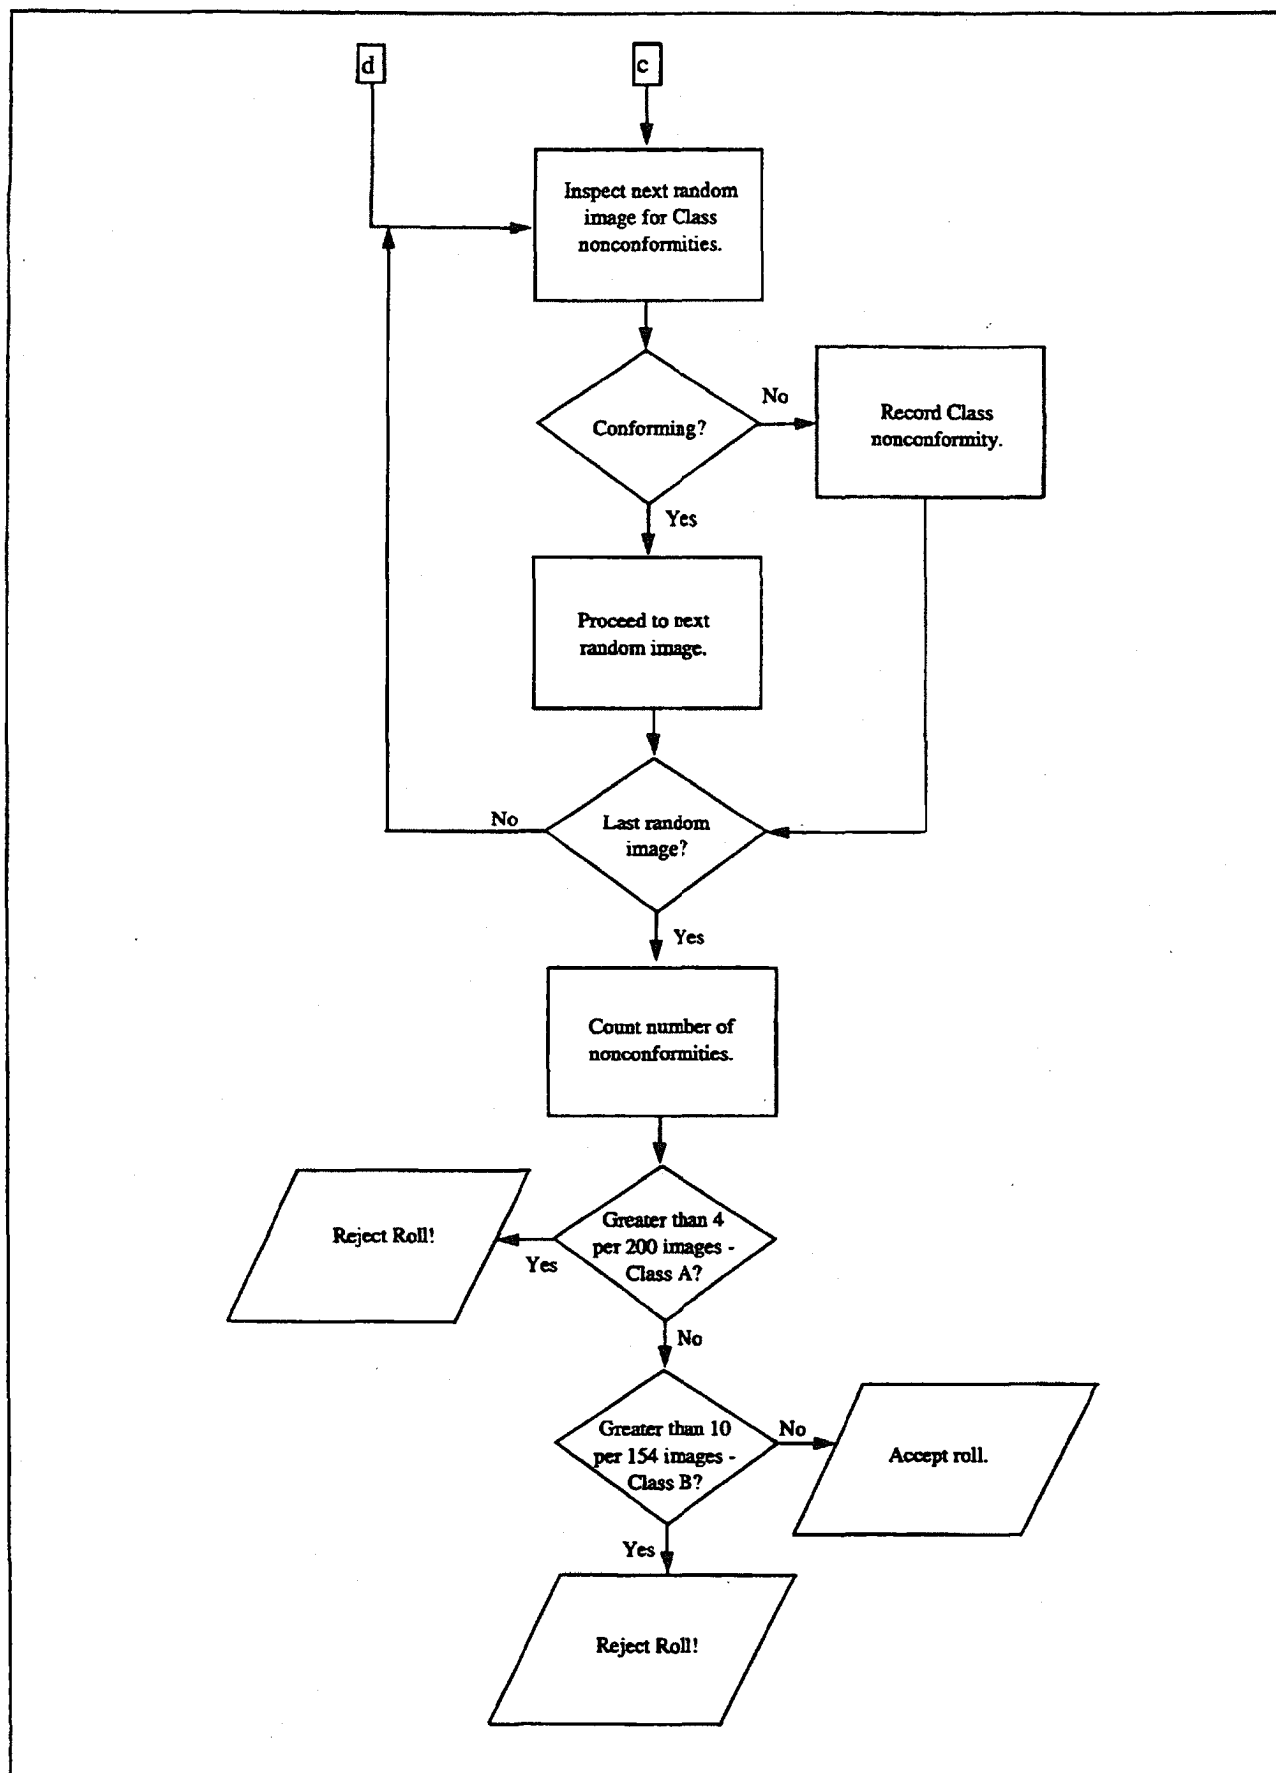 d
c
Inspect next random
image for Class
nonconformities.
No
Conforming?
Record Class
nonconformity.
Yes
Proceed to next
random image.
No
Last random
image?
Yes
Count number of
nonconformities.
Reject Roll!
Yes
Greater than 4
per 200 images -
Class A?
No
Greater than 10
per 154 images -
Class B?
No
Accept roll.
Yes
Reject Roll!